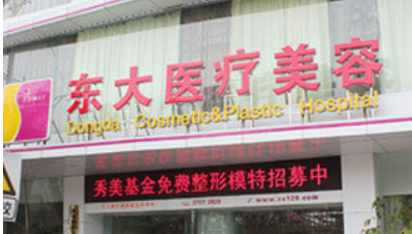 东大医疗美容
Dongda Cosmetic&Plastic Hospital
秀美基金免费整形模特招募中